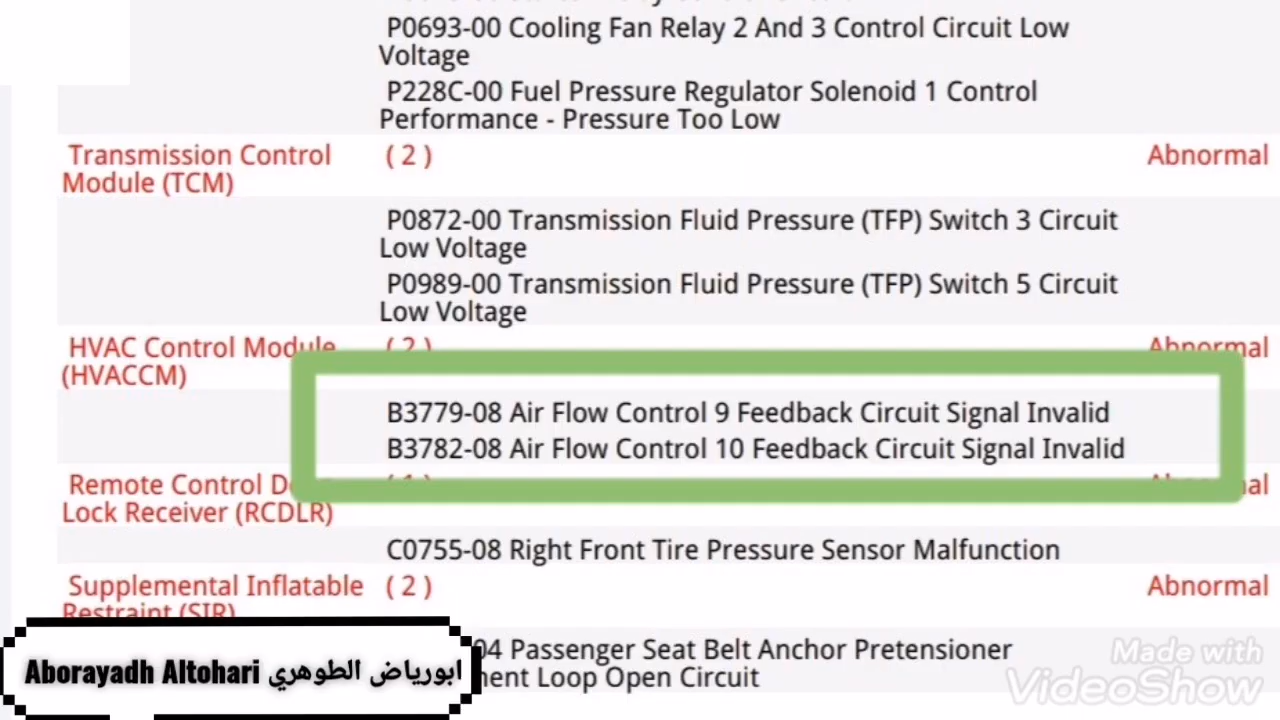 P0693-00 Cooling Fan Relay 2 And 3 Control Circuit Low
Voltage
P228C-00 Fuel Pressure Regulator Solenoid 1 Control
Performance - Pressure Too Low
Transmission Control ( 2 ) Abnormal
Module (TCM)
P0872-00 Transmission Fluid Pressure (TFP) Switch 3 Circuit
Low Voltage
P0989-00 Transmission Fluid Pressure (TFP) Switch 5 Circuit
Low Voltage
HVAC Control Module ( 2 ) Abnormal
(HVACCM)
B3779-08 Air Flow Control 9 Feedback Circuit Signal Invalid
B3782-08 Air Flow Control 10 Feedback Circuit Signal Invalid
Remote Control
Lock Receiver (RCDLR)
C0755-08 Right Front Tire Pressure Sensor Malfunction
Supplemental Inflatable ( 2 ) Abnormal
Restraint (SIR)
04 Passenger Seat Belt Anchor Pretensioner
Loop Open Circuit
Aborayadh Altohari ابورياض الطوهري
Made with
VideoShow